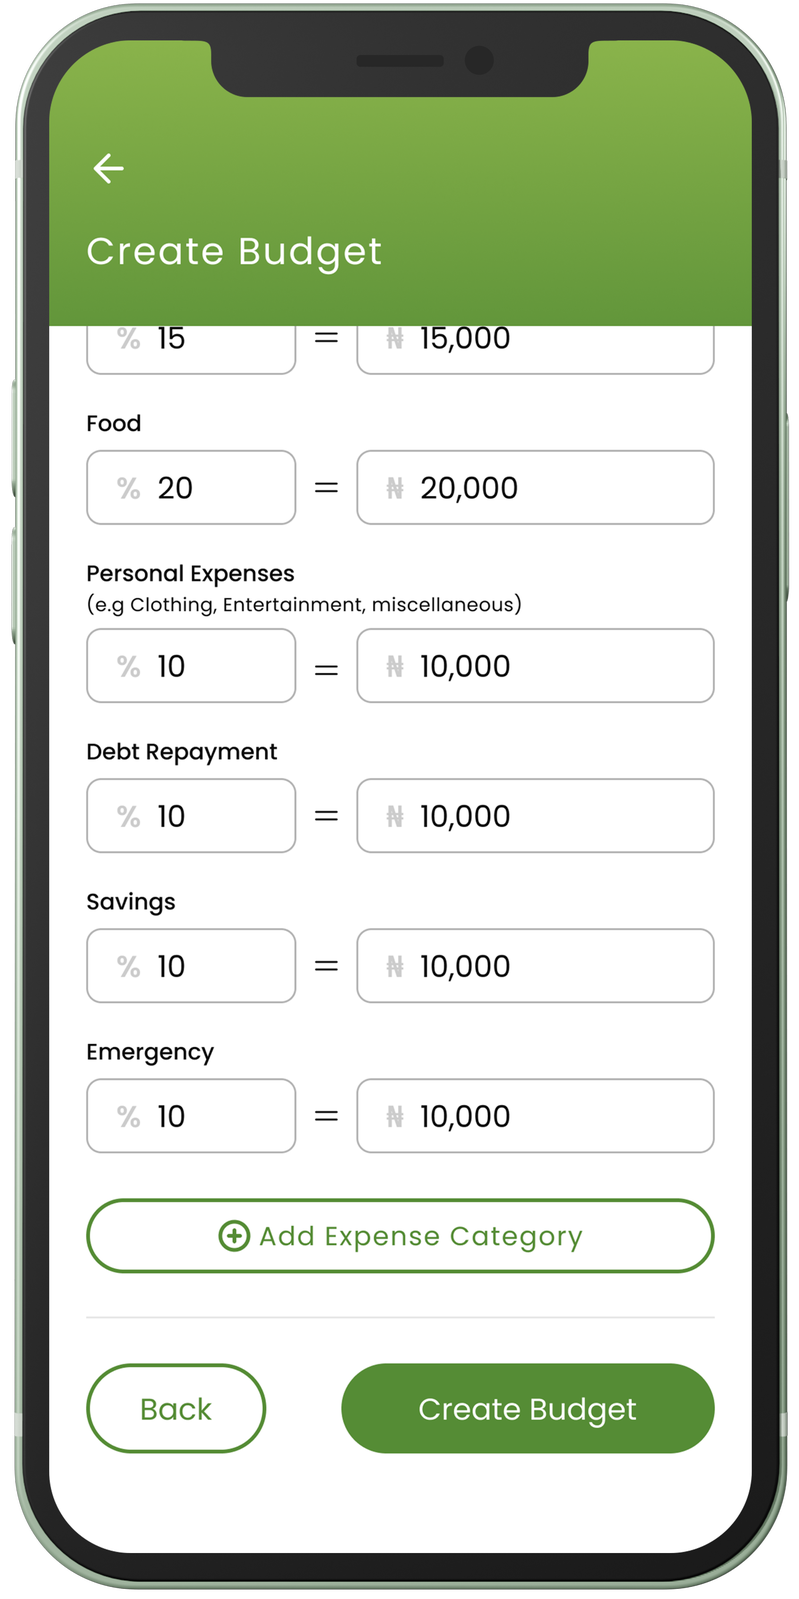 Create Budget
% 15 = ₦ 15,000
Food
% 20 = ₦ 20,000
Personal Expenses
(e.g Clothing, Entertainment, miscellaneous)
% 10 = ₦ 10,000
Debt Repayment
% 10 = ₦ 10,000
Savings
% 10 = ₦ 10,000
Emergency
% 10 = ₦ 10,000
Add Expense Category
Back Create Budget